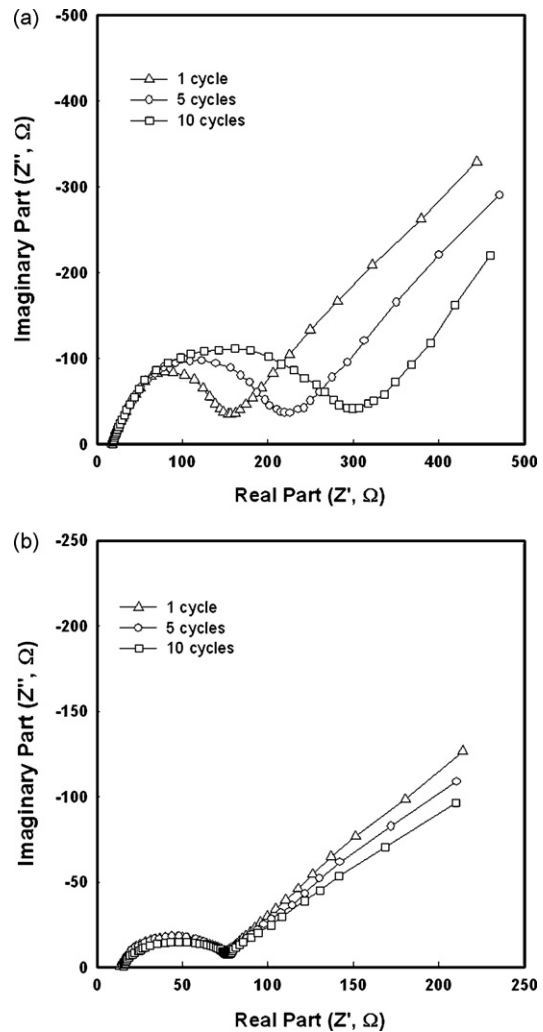 (a)
-500
-400
-300
-200
-100
0
Imaginary Part (Z", Ω)
1 cycle
5 cycles
10 cycles
0 100 200 300 400 500
Real Part (Z', Ω)
(b)
-250
-200
-150
-100
-50
0
Imaginary Part (Z", Ω)
1 cycle
5 cycles
10 cycles
0 50 100 150 200 250
Real Part (Z', Ω)